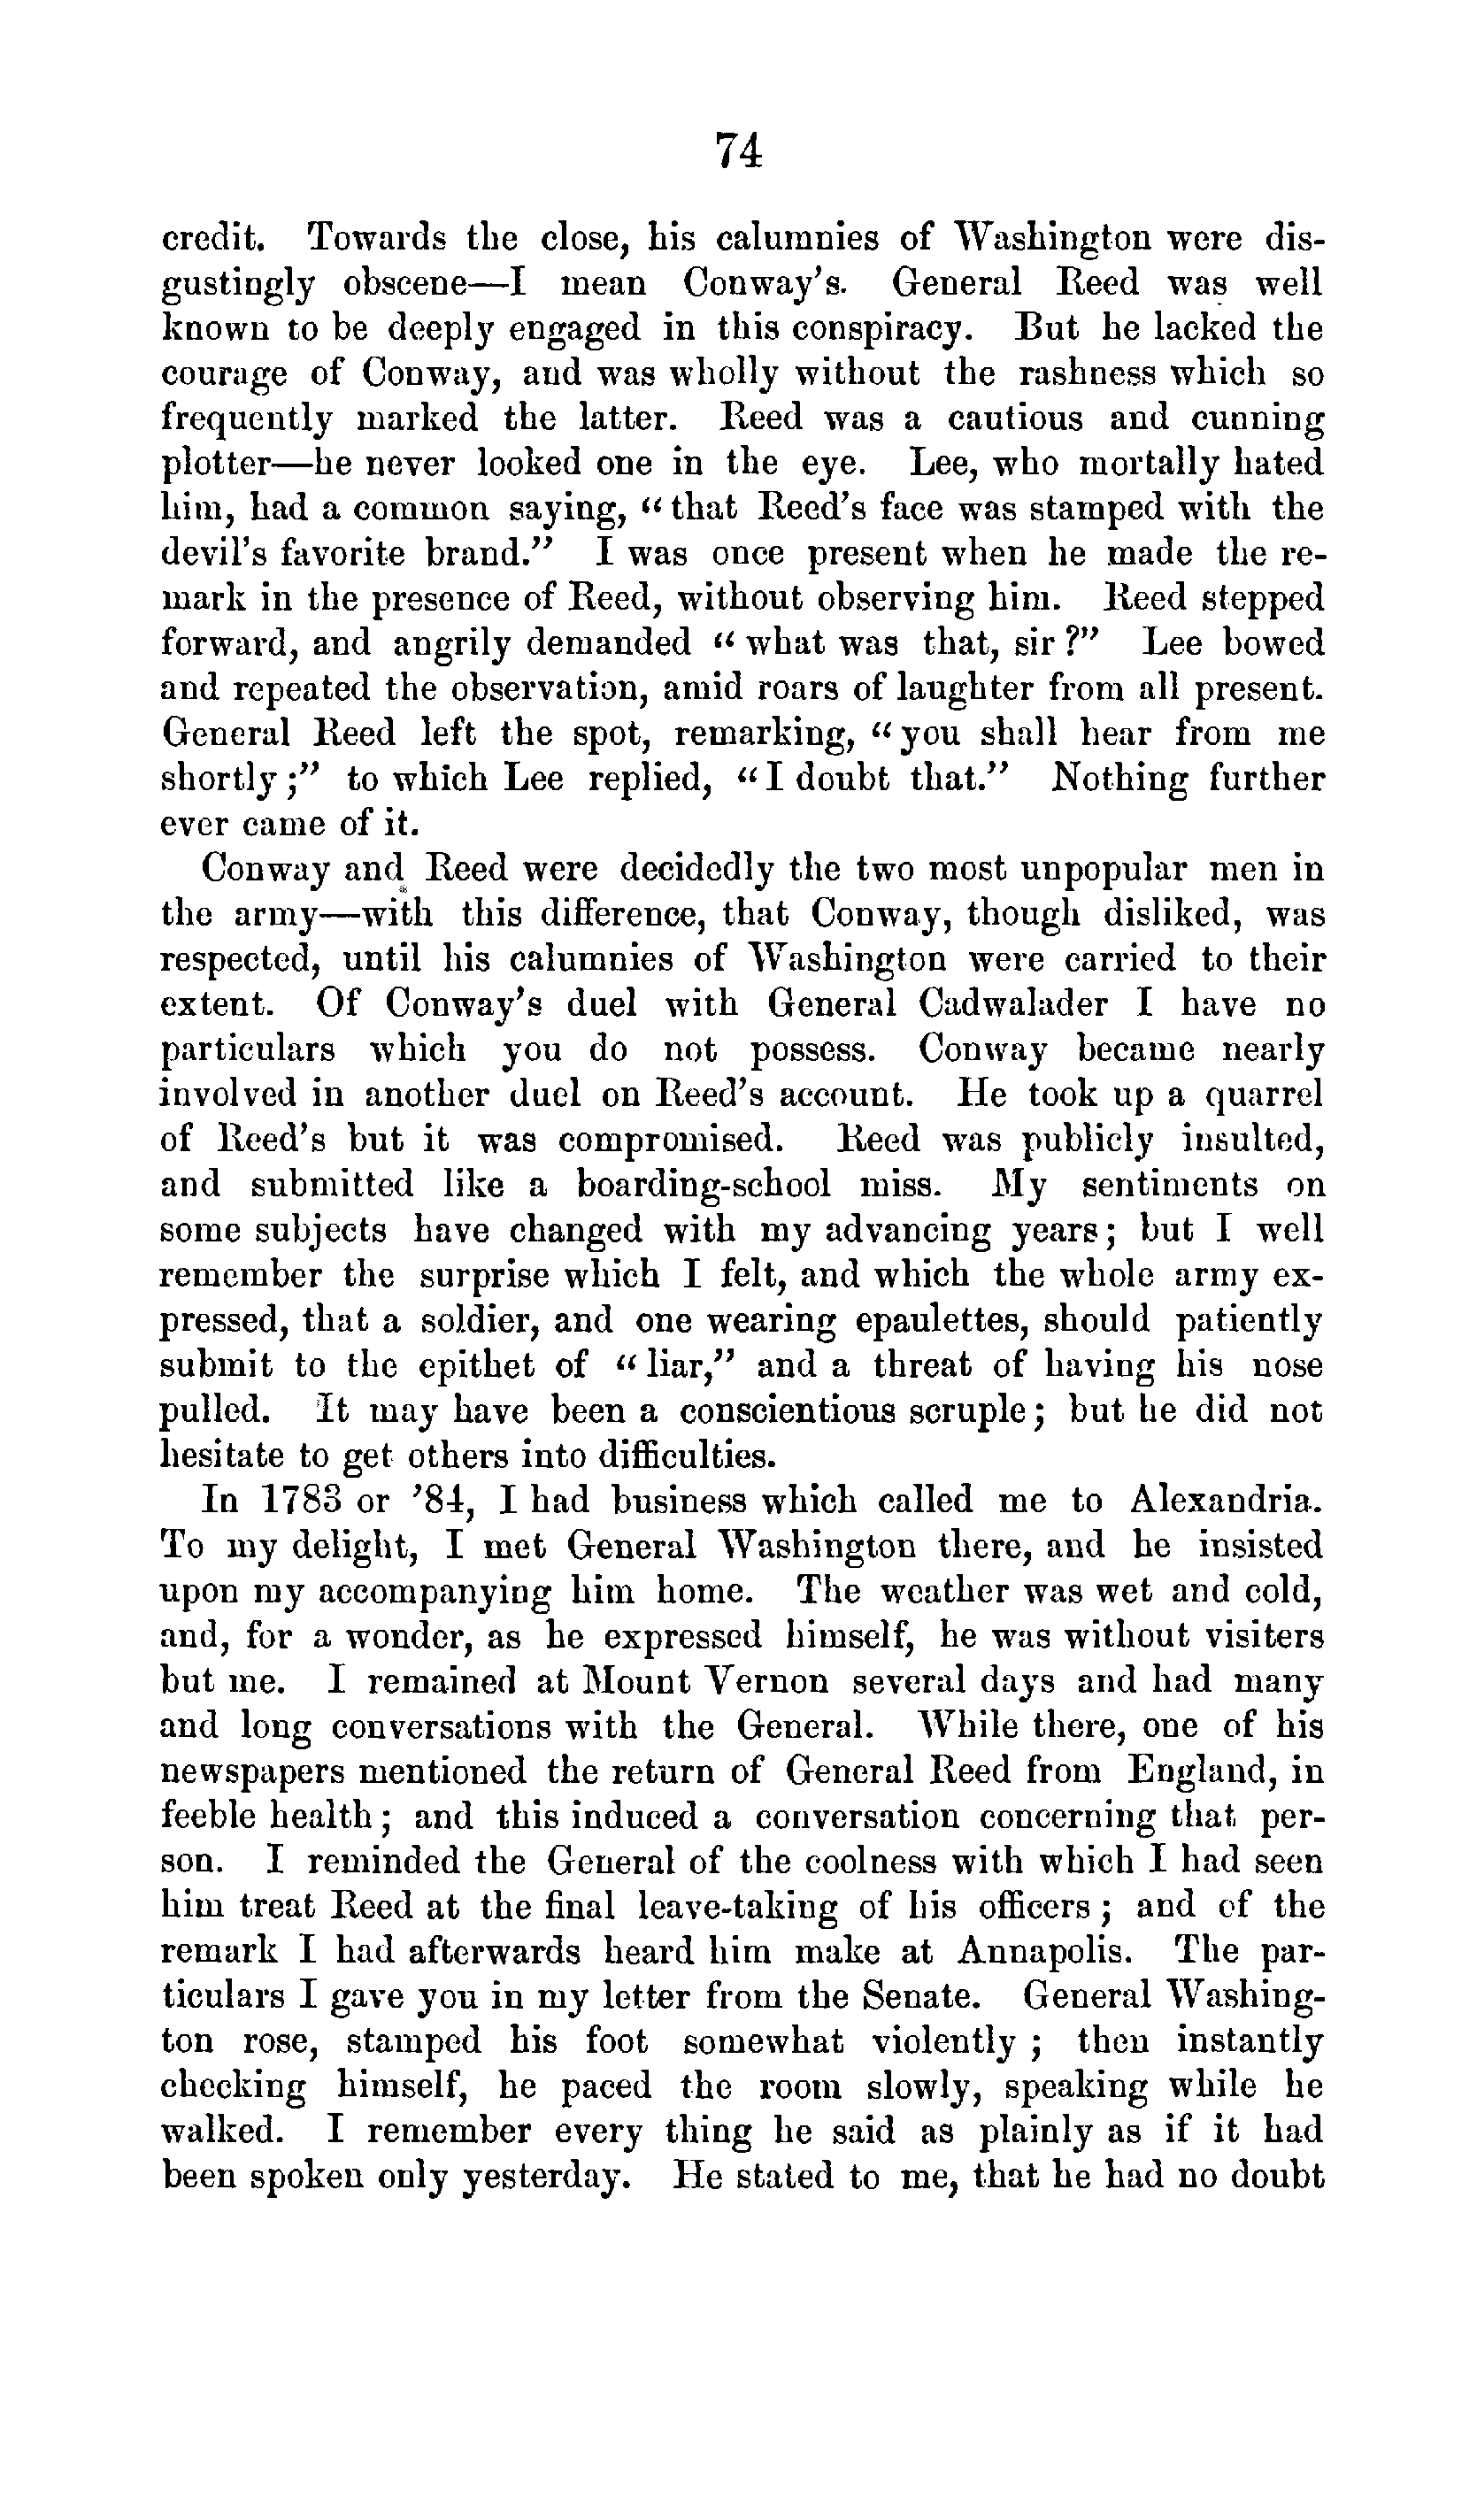 74
credit. Towards the close, his calumnies of Washington were dis-
gustingly obscene—I mean Conway's. General Reed was well
known to be deeply engaged in this conspiracy. But he lacked the
courage of Conway, and was wholly without the rashness which so
frequently marked the latter. Reed was a cautious and cunning
plotter—he never looked one in the eye. Lee, who mortally hated
him, had a common saying, “that Reed's face was stamped with the
devil's favorite brand.” I was once present when he made the re-
mark in the presence of Reed, without observing him. Reed stepped
forward, and angrily demanded “what was that, sir?” Lee bowed
and repeated the observation, amid roars of laughter from all present.
General Reed left the spot, remarking, “you shall hear from me
shortly;” to which Lee replied, “I doubt that.” Nothing further
ever came of it.
Conway and Reed were decidedly the two most unpopular men in
the army—with this difference, that Conway, though disliked, was
respected, until his calumnies of Washington were carried to their
extent. Of Conway's duel with General Cadwalader I have no
particulars which you do not possess. Conway became nearly
involved in another duel on Reed's account. He took up a quarrel
of Reed's but it was compromised. Reed was publicly insulted,
and submitted like a boarding-school miss. My sentiments on
some subjects have changed with my advancing years; but I well
remember the surprise which I felt, and which the whole army ex-
pressed, that a soldier, and one wearing epaulettes, should patiently
submit to the epithet of “liar,” and a threat of having his nose
pulled. It may have been a conscientious scruple; but he did not
hesitate to get others into difficulties.
In 1783 or '84, I had business which called me to Alexandria.
To my delight, I met General Washington there, and he insisted
upon my accompanying him home. The weather was wet and cold,
and, for a wonder, as he expressed himself, he was without visiters
but me. I remained at Mount Vernon several days and had many
and long conversations with the General. While there, one of his
newspapers mentioned the return of General Reed from England, in
feeble health; and this induced a conversation concerning that per-
son. I reminded the General of the coolness with which I had seen
him treat Reed at the final leave-taking of his officers; and of the
remark I had afterwards heard him make at Annapolis. The par-
ticulars I gave you in my letter from the Senate. General Washing-
ton rose, stamped his foot somewhat violently; then instantly
checking himself, he paced the room slowly, speaking while he
walked. I remember every thing he said as plainly as if it had
been spoken only yesterday. He stated to me, that he had no doubt